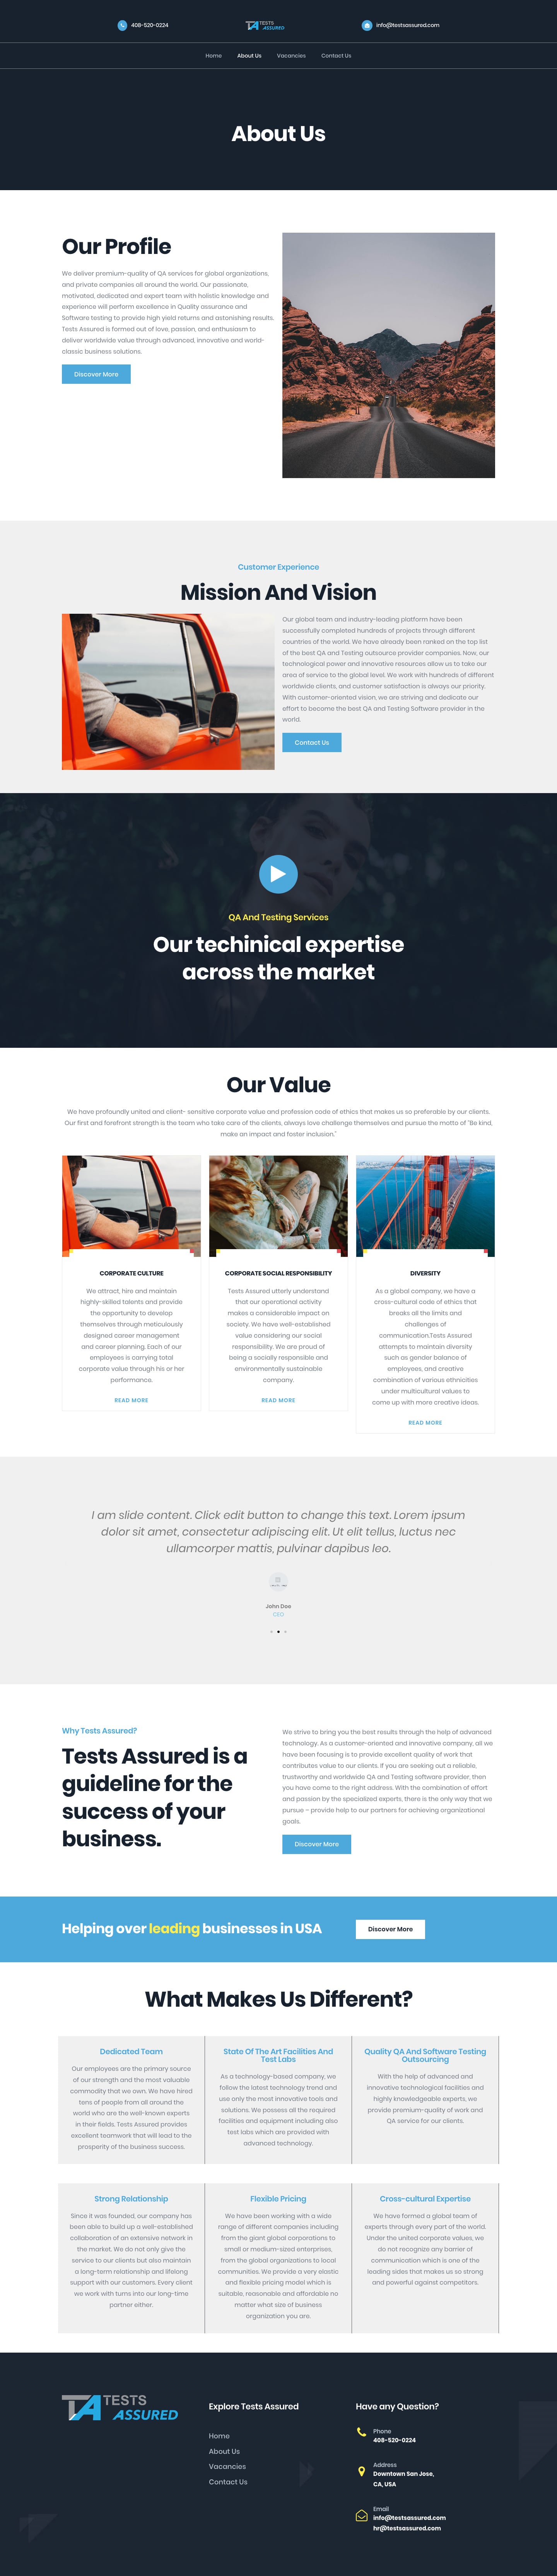 408-520-0224
TA TESTS ASSURED
info@testsassured.com
Home About Us Vacancies Contact Us
About Us
Our Profile
We deliver premium-quality of QA services for global organizations,
and private companies all around the world. Our passionate,
motivated, dedicated and expert team with holistic knowledge and
experience will perform excellence in Quality assurance and
Software testing to provide high yield returns and astonishing results.
Tests Assured is formed out of love, passion, and enthusiasm to
deliver worldwide value through advanced, innovative and world-
classic business solutions.
Discover More
Customer Experience
Mission And Vision
Our global team and industry-leading platform have been
successfully completed hundreds of projects through different
countries of the world. We have already been ranked on the top list
of the best QA and Testing outsource provider companies. Now, our
technological power and innovative resources allow us to take our
area of service to the global level. We work with hundreds of different
worldwide clients, and customer satisfaction is always our priority.
With customer-oriented vision, we are striving and dedicate our
effort to become the best QA and Testing Software provider in the
world.
Contact Us
QA And Testing Services
Our techinical expertise
across the market
Our Value
We have profoundly united and client- sensitive corporate value and profession code of ethics that makes us so preferable by our clients.
Our first and forefront strength is the team who take care of the clients, always love challenge themselves and pursue the motto of "Be kind,
make an impact and foster inclusion."
CORPORATE CULTURE
We attract, hire and maintain
highly-skilled talents and provide
the opportunity to develop
themselves through meticulously
designed career management
and career planning. Each of our
employees is carrying total
corporate value through his or her
performance.
READ MORE
CORPORATE SOCIAL RESPONSIBILITY
Tests Assured utterly understand
that our operational activity
makes a considerable impact on
society. We have well-established
value considering our social
responsibility. We are proud of
being a socially responsible and
environmentally sustainable
company.
READ MORE
DIVERSITY
As a global company, we have a
cross-cultural code of ethics that
breaks all the limits and
challenges of
communication.Tests Assured
attempts to maintain diversity
such as gender balance of
employees, and creative
combination of various ethnicities
under multicultural values to
come up with more creative ideas.
READ MORE
I am slide content. Click edit button to change this text. Lorem ipsum
dolor sit amet, consectetur adipiscing elit. Ut elit tellus, luctus nec
ullamcorper mattis, pulvinar dapibus leo.
John Doe
CEO
Why Tests Assured?
Tests Assured is a
guideline for the
success of your
business.
We strive to bring you the best results through the help of advanced
technology. As a customer-oriented and innovative company, all we
have been focusing is to provide excellent quality of work that
contributes value to our clients. If you are seeking out a reliable,
trustworthy and worldwide QA and Testing software provider, then
you have come to the right address. With the combination of effort
and passion by the specialized experts, there is the only way that we
pursue – provide help to our partners for achieving organizational
goals.
Discover More
Helping over leading businesses in USA
Discover More
What Makes Us Different?
Dedicated Team
Our employees are the primary source
of our strength and the most valuable
commodity that we own. We have hired
tens of people from all around the
world who are the well-known experts
in their fields. Tests Assured provides
excellent teamwork that will lead to the
prosperity of the business success.
State Of The Art Facilities And
Test Labs
As a technology-based company, we
follow the latest technology trend and
use only the most innovative tools and
solutions. We possess all the required
facilities and equipment including also
test labs which are provided with
advanced technology.
Quality QA And Software Testing
Outsourcing
With the help of advanced and
innovative technological facilities and
highly knowledgeable experts, we
provide premium-quality of work and
QA service for our clients.
Strong Relationship
Since it was founded, our company has
been able to build up a well-established
collaboration of an extensive network in
the market. We do not only give the
service to our clients but also maintain
a long-term relationship and lifelong
support with our customers. Every client
we work with turns into our long-time
partner either.
Flexible Pricing
We have been working with a wide
range of different companies including
from the giant global corporations to
small or medium-sized enterprises,
from the global organizations to local
communities. We provide a very elastic
and flexible pricing model which is
suitable, reasonable and affordable no
matter what size of business
organization you are.
Cross-cultural Expertise
We have formed a global team of
experts through every part of the world.
Under the united corporate values, we
do not recognize any barrier of
communication which is one of the
leading sides that makes us so strong
and powerful against competitors.
TA TESTS ASSURED
Explore Tests Assured
Home
About Us
Vacancies
Contact Us
Have any Question?
Phone
408-520-0224
Address
Downtown San Jose,
CA, USA
Email
info@testsassured.com
hr@testsassured.com